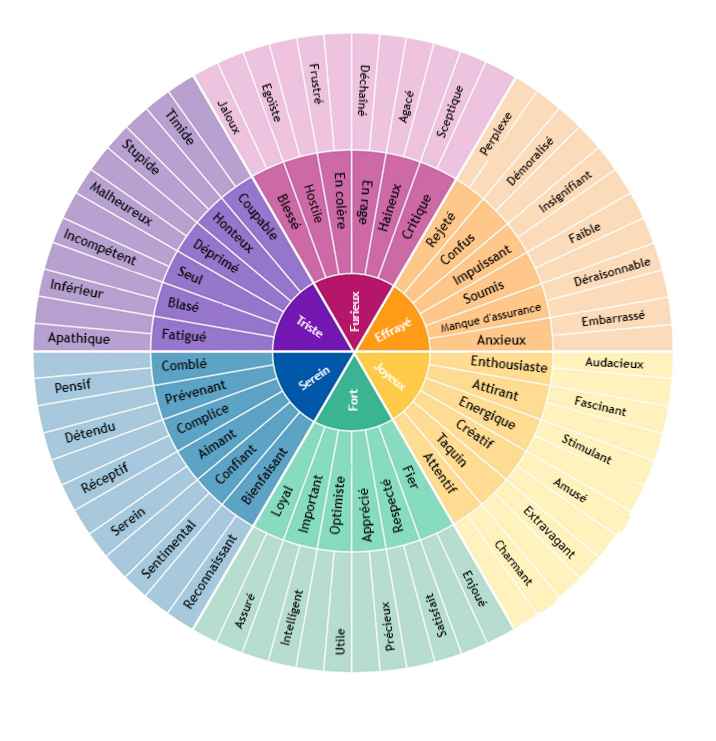 Furieux
Effrayé
Joyeux
Fort
Serein
Triste
Blessé
Hostile
En colère
En rage
Haineux
Critique
Rejeté
Confus
Impuissant
Soumis
Manque d'assurance
Anxieux
Enthousiaste
Attirant
Energique
Créatif
Taquin
Attentif
Fier
Respecté
Apprécié
Optimiste
Important
Loyal
Bienfaisant
Confiant
Aimant
Complice
Prévenant
Comblé
Fatigué
Blasé
Seul
Déprimé
Honteux
Coupable
Jaloux
Egoïste
Frustré
Déchaîné
Agacé
Sceptique
Perplexe
Démoralisé
Insignifiant
Faible
Déraisonnable
Embarrassé
Audacieux
Fascinant
Stimulant
Amusé
Extravagant
Charmant
Enjoué
Satisfait
Précieux
Utile
Intelligent
Assuré
Reconnaissant
Sentimental
Serein
Réceptif
Détendu
Pensif
Apathique
Inférieur
Incompétent
Malheureux
Stupide
Timide